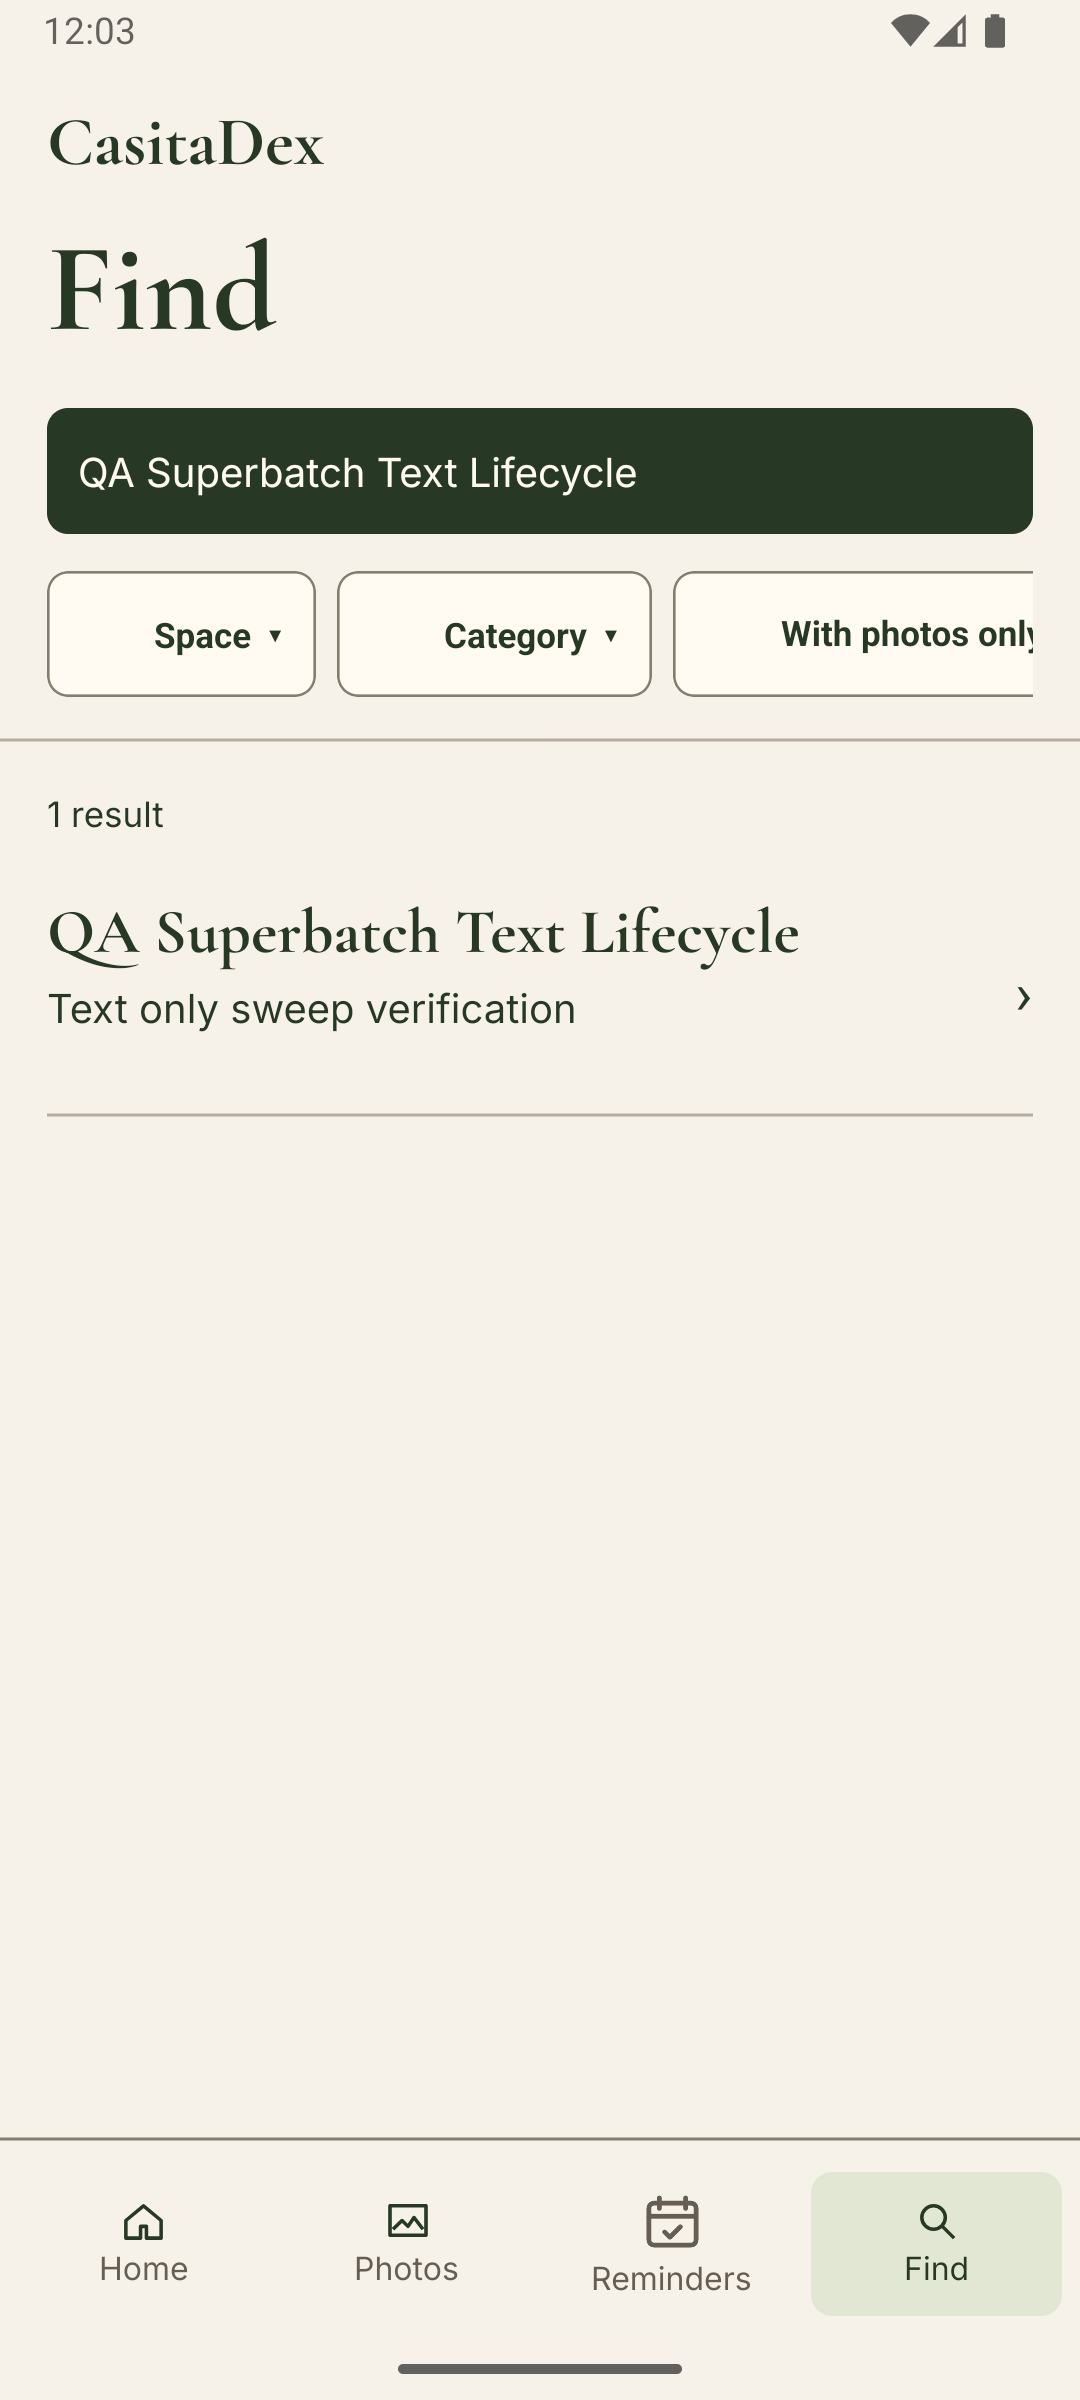 12:03
CasitaDex
Find
QA Superbatch Text Lifecycle
Space ▾
Category ▾
With photos only
1 result
QA Superbatch Text Lifecycle
Text only sweep verification
›
Home
Photos
Reminders
Find